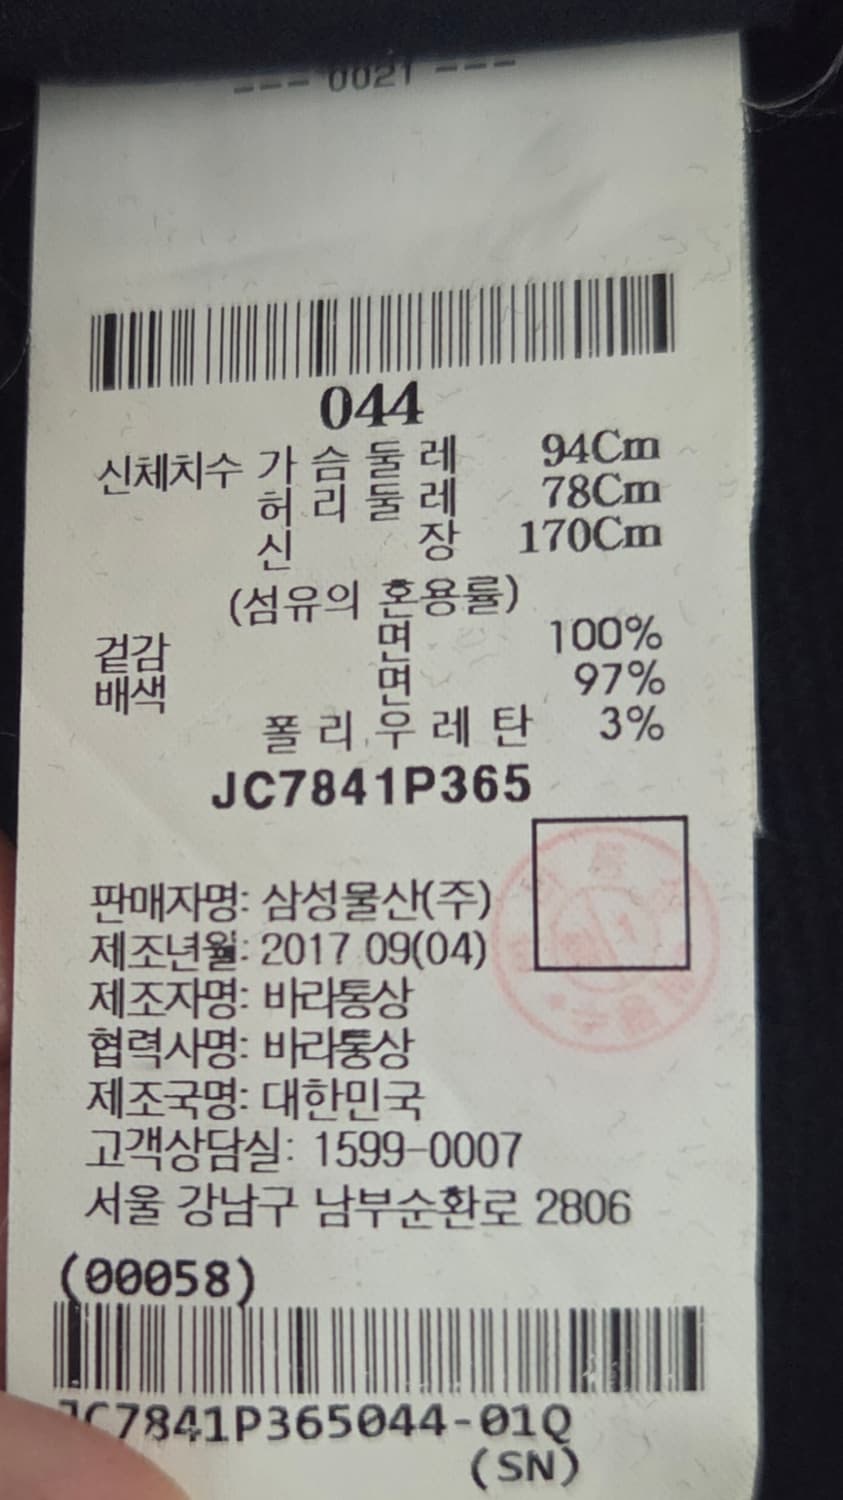 --- 0021 ---
044
신체치수 가슴둘레 94Cm
허리둘레 78Cm
신장 170Cm
(섬유의 혼용률)
겉감 면 100%
배색 면 97%
폴리우레탄 3%
JC7841P365
판매자명: 삼성물산(주)
제조년월: 2017 09(04)
제조자명: 바라통상
협력사명: 바라통상
제조국명: 대한민국
고객상담실: 1599-0007
서울 강남구 남부순환로 2806
(00058)
JC7841P365044-01Q
(SN)